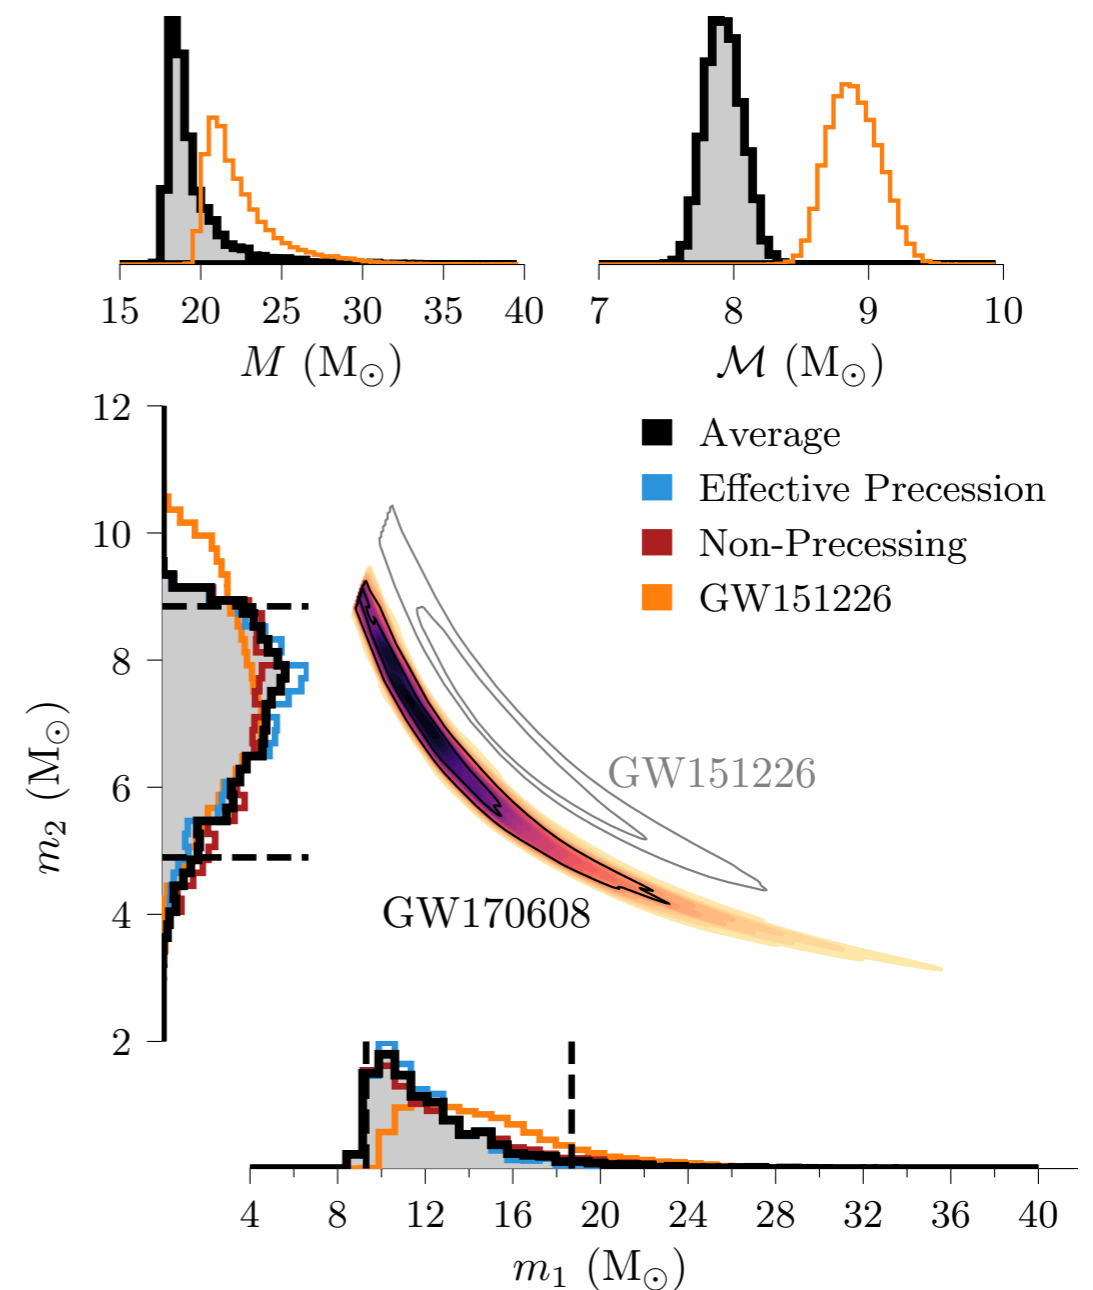 15 20 25 30 35 40
M (M⊙)
7 8 9 10
ℳ (M⊙)
Average
Effective Precession
Non-Precessing
GW151226
12
10
8
6
4
2
m₂ (M⊙)
GW151226
GW170608
4 8 12 16 20 24 28 32 36 40
m₁ (M⊙)